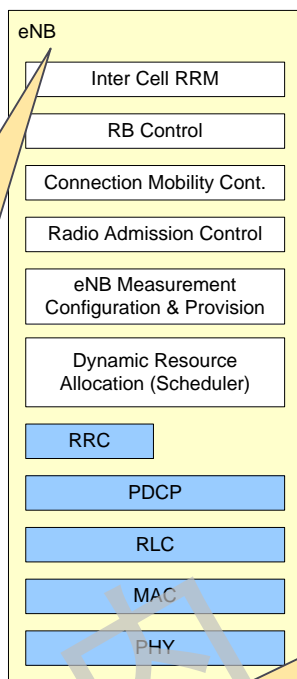 eNB
Inter Cell RRM
RB Control
Connection Mobility Cont.
Radio Admission Control
eNB Measurement
Configuration & Provision
Dynamic Resource
Allocation (Scheduler)
RRC
PDCP
RLC
MAC
PHY